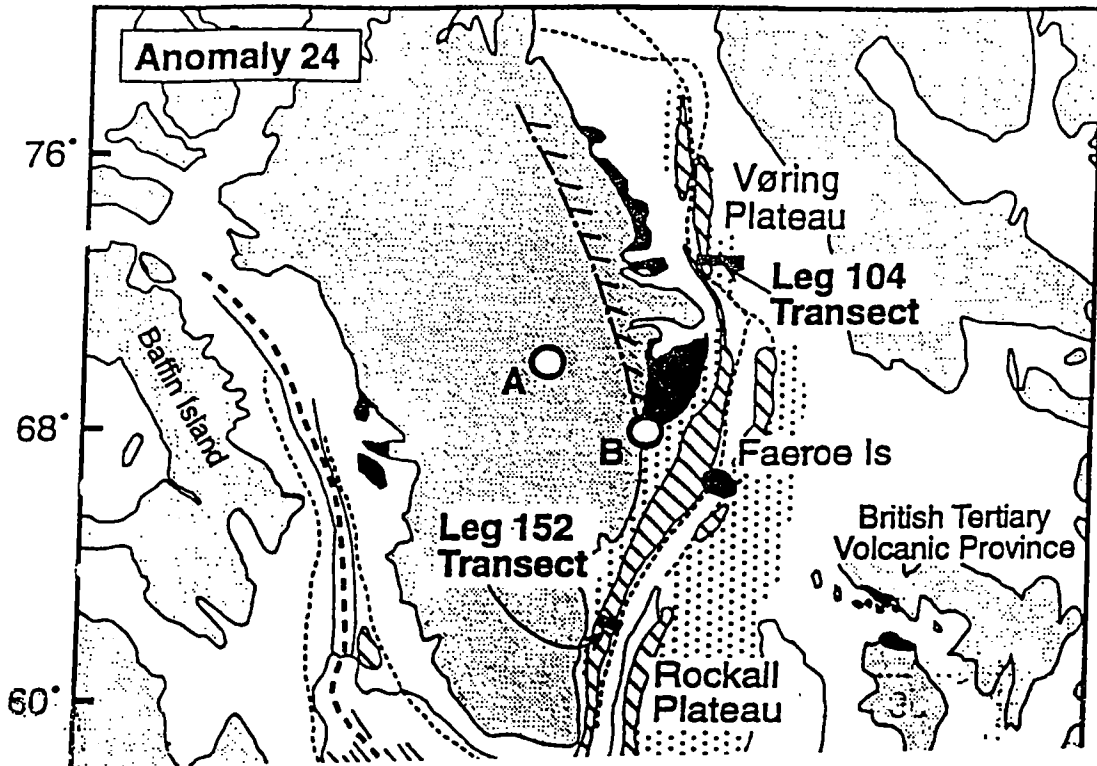 Anomaly 24
76°
Vøring
Plateau
Leg 104
Transect
Baffin Island
A
68°
B
Faeroe Is
Leg 152
Transect
British Tertiary
Volcanic Province
60°
Rockall
Plateau